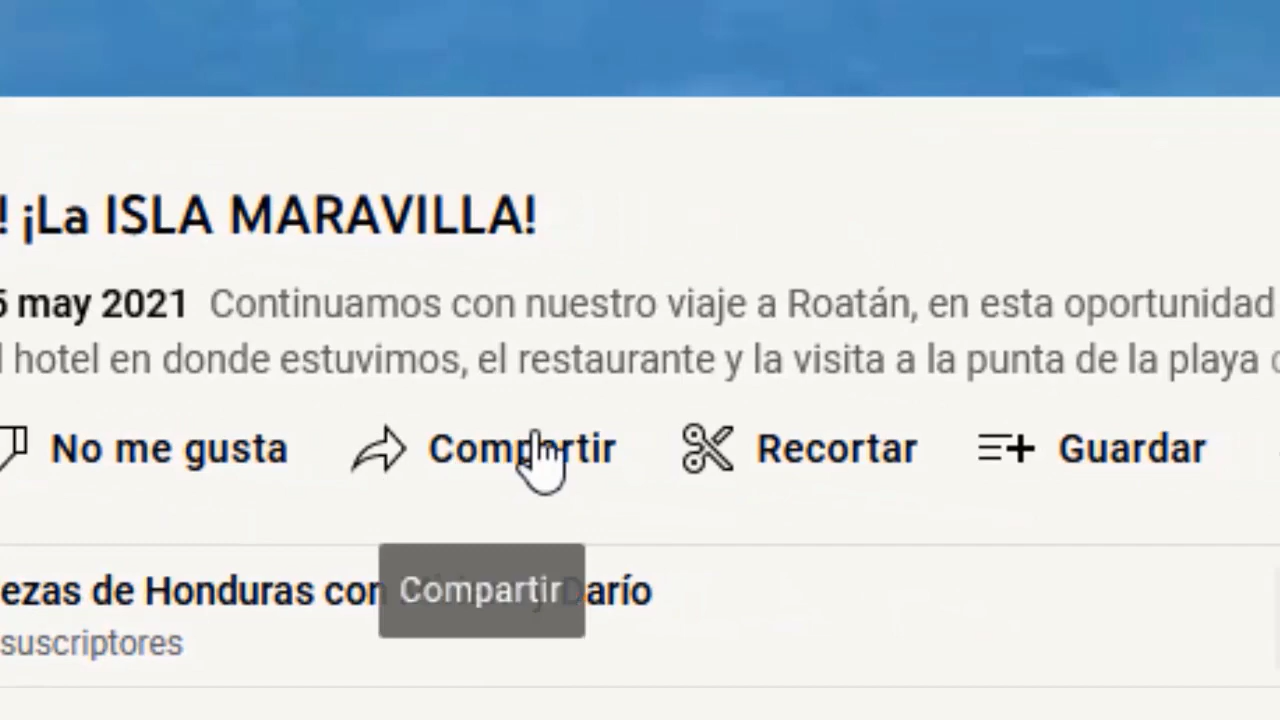 ! ¡La ISLA MARAVILLA!
5 may 2021 Continuamos con nuestro viaje a Roatán, en esta oportunidad
hotel en donde estuvimos, el restaurante y la visita a la punta de la playa
No me gusta Compartir Recortar Guardar
ezas de Honduras con Darío
Compartir
suscriptores